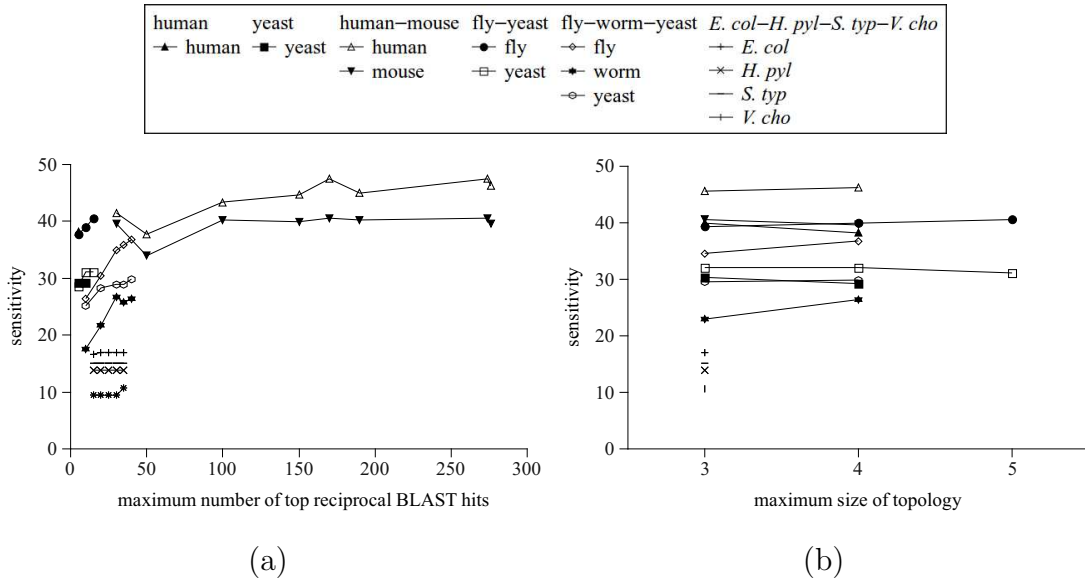 human yeast human−mouse fly−yeast fly−worm−yeast E. col−H. pyl−S. typ−V. cho
human yeast human fly fly E. col
mouse yeast worm H. pyl
yeast S. typ
V. cho
50
40
30
20
10
0
sensitivity
0 50 100 150 200 250 300
maximum number of top reciprocal BLAST hits
(a)
50
40
30
20
10
0
sensitivity
3 4 5
maximum size of topology
(b)